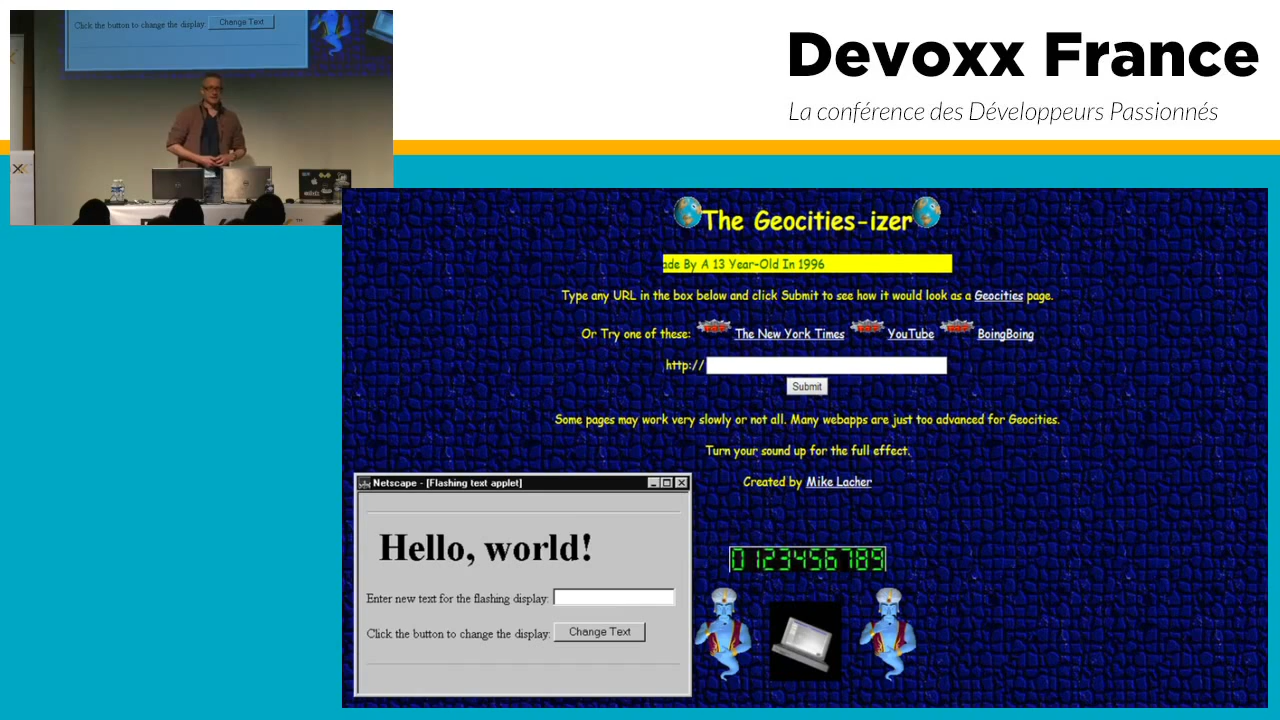 Click the button to change the display: Change Text
Devoxx France
La conférence des Développeurs Passionnés
The Geocities-izer
ade By A 13 Year-Old In 1996
Type any URL in the box below and click Submit to see how it would look as a Geocities page.
Or Try one of these: The New York Times YouTube BoingBoing
http://
Submit
Some pages may work very slowly or not all. Many webapps are just too advanced for Geocities.
Turn your sound up for the full effect.
Created by Mike Lacher
0123456789
Netscape - [Flashing text applet]
Hello, world!
Enter new text for the flashing display:
Click the button to change the display: Change Text